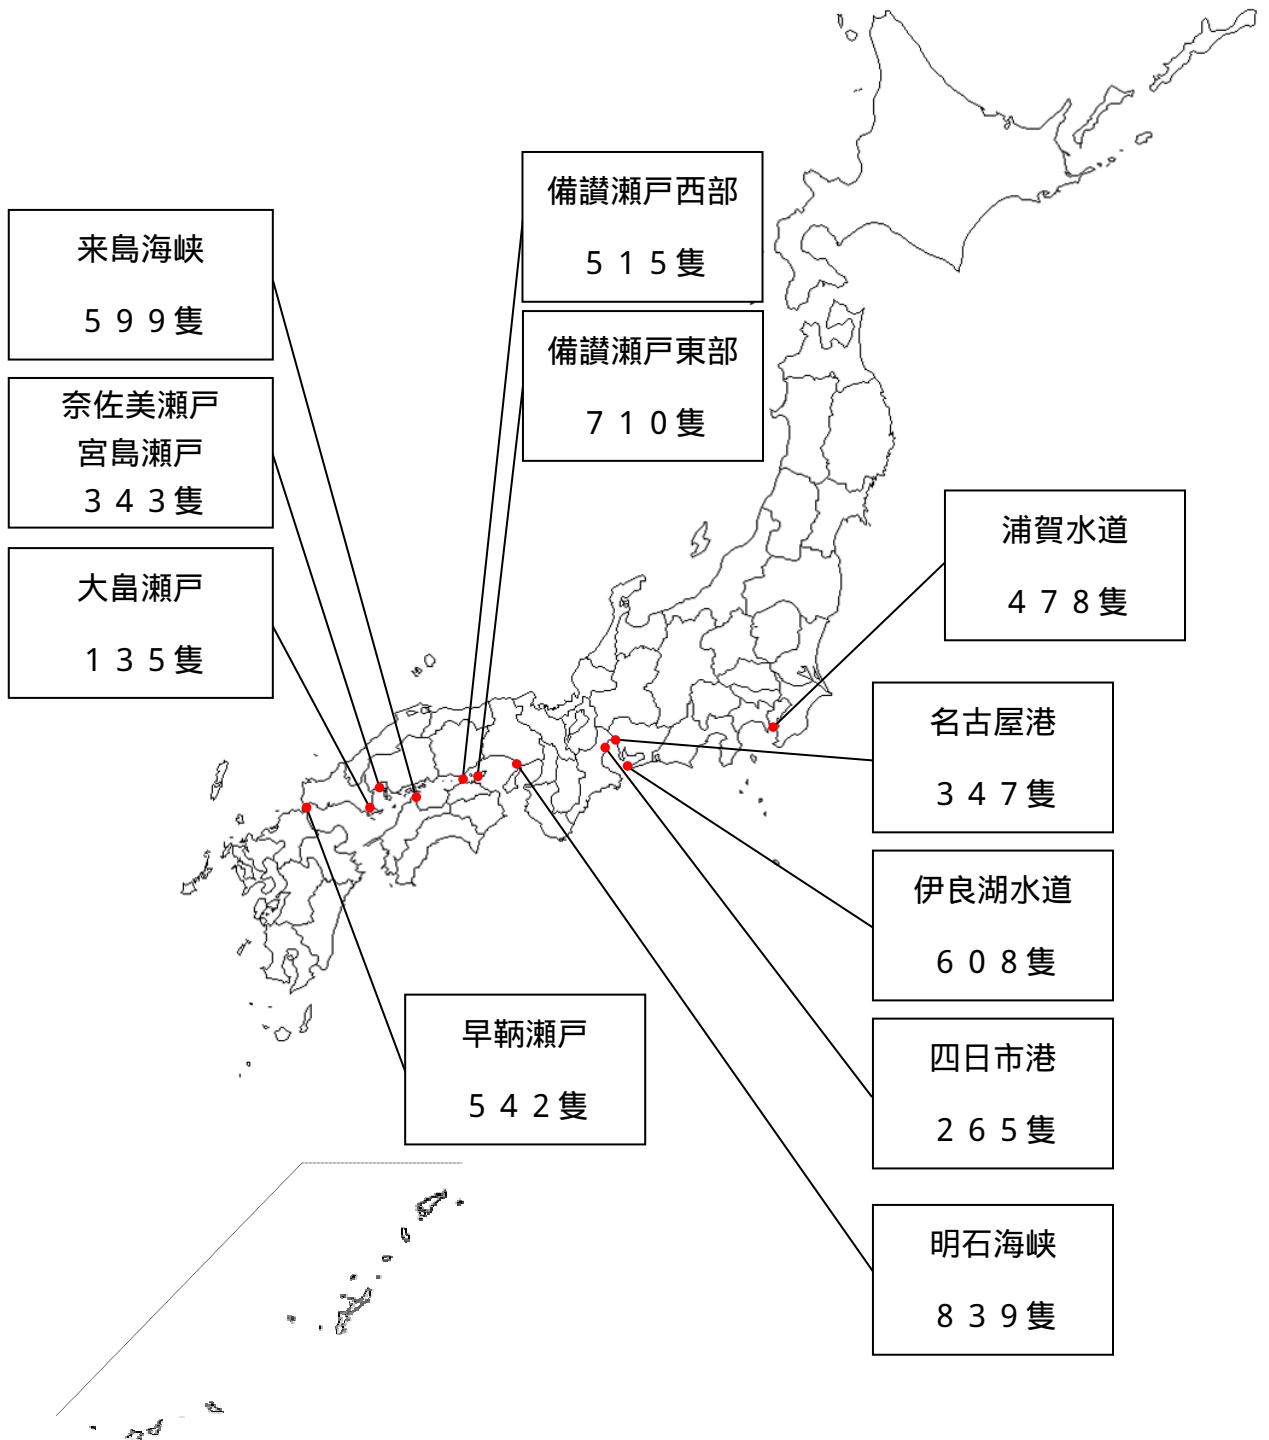 備讃瀬戸西部
５１５隻
来島海峡
５９９隻
備讃瀬戸東部
７１０隻
奈佐美瀬戸
宮島瀬戸
３４３隻
大畠瀬戸
１３５隻
浦賀水道
４７８隻
名古屋港
３４７隻
伊良湖水道
６０８隻
早鞆瀬戸
５４２隻
四日市港
２６５隻
明石海峡
８３９隻